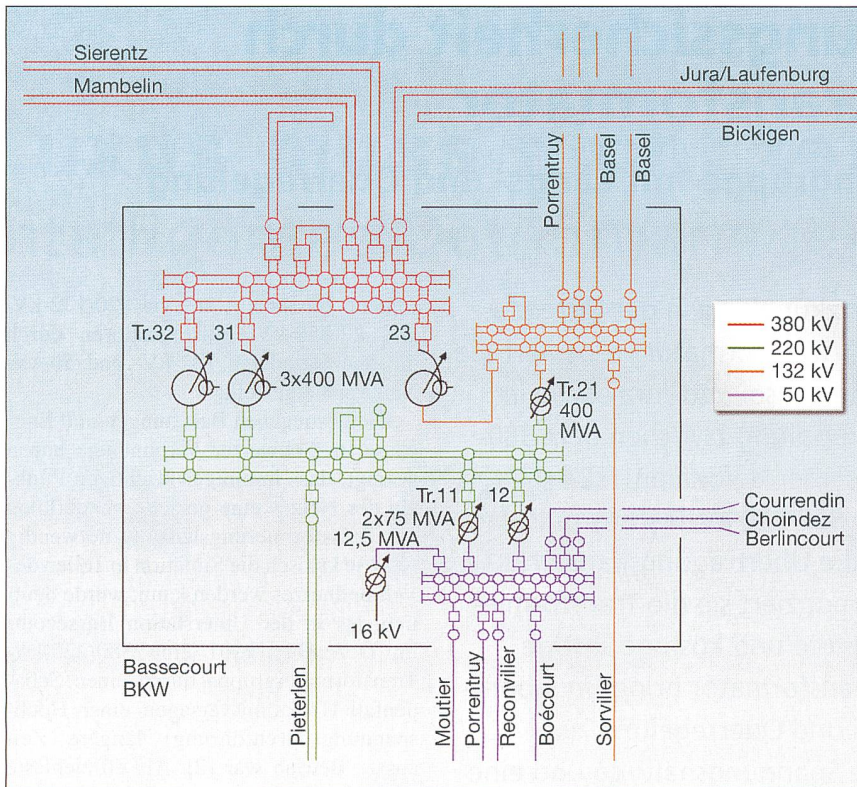 Sierentz
Mambelin
Jura/Laufenburg
Bickigen
Porrentruy
Basel
Basel
Tr.32
31
23
3x400 MVA
Tr.21
400
MVA
380 kV
220 kV
132 kV
50 kV
Tr.11
12
2x75 MVA
12,5 MVA
16 kV
Courrendin
Choindez
Berlincourt
Bassecourt
BKW
Pieterlen
Moutier
Porrentruy
Reconvilier
Boécourt
Sorvilier